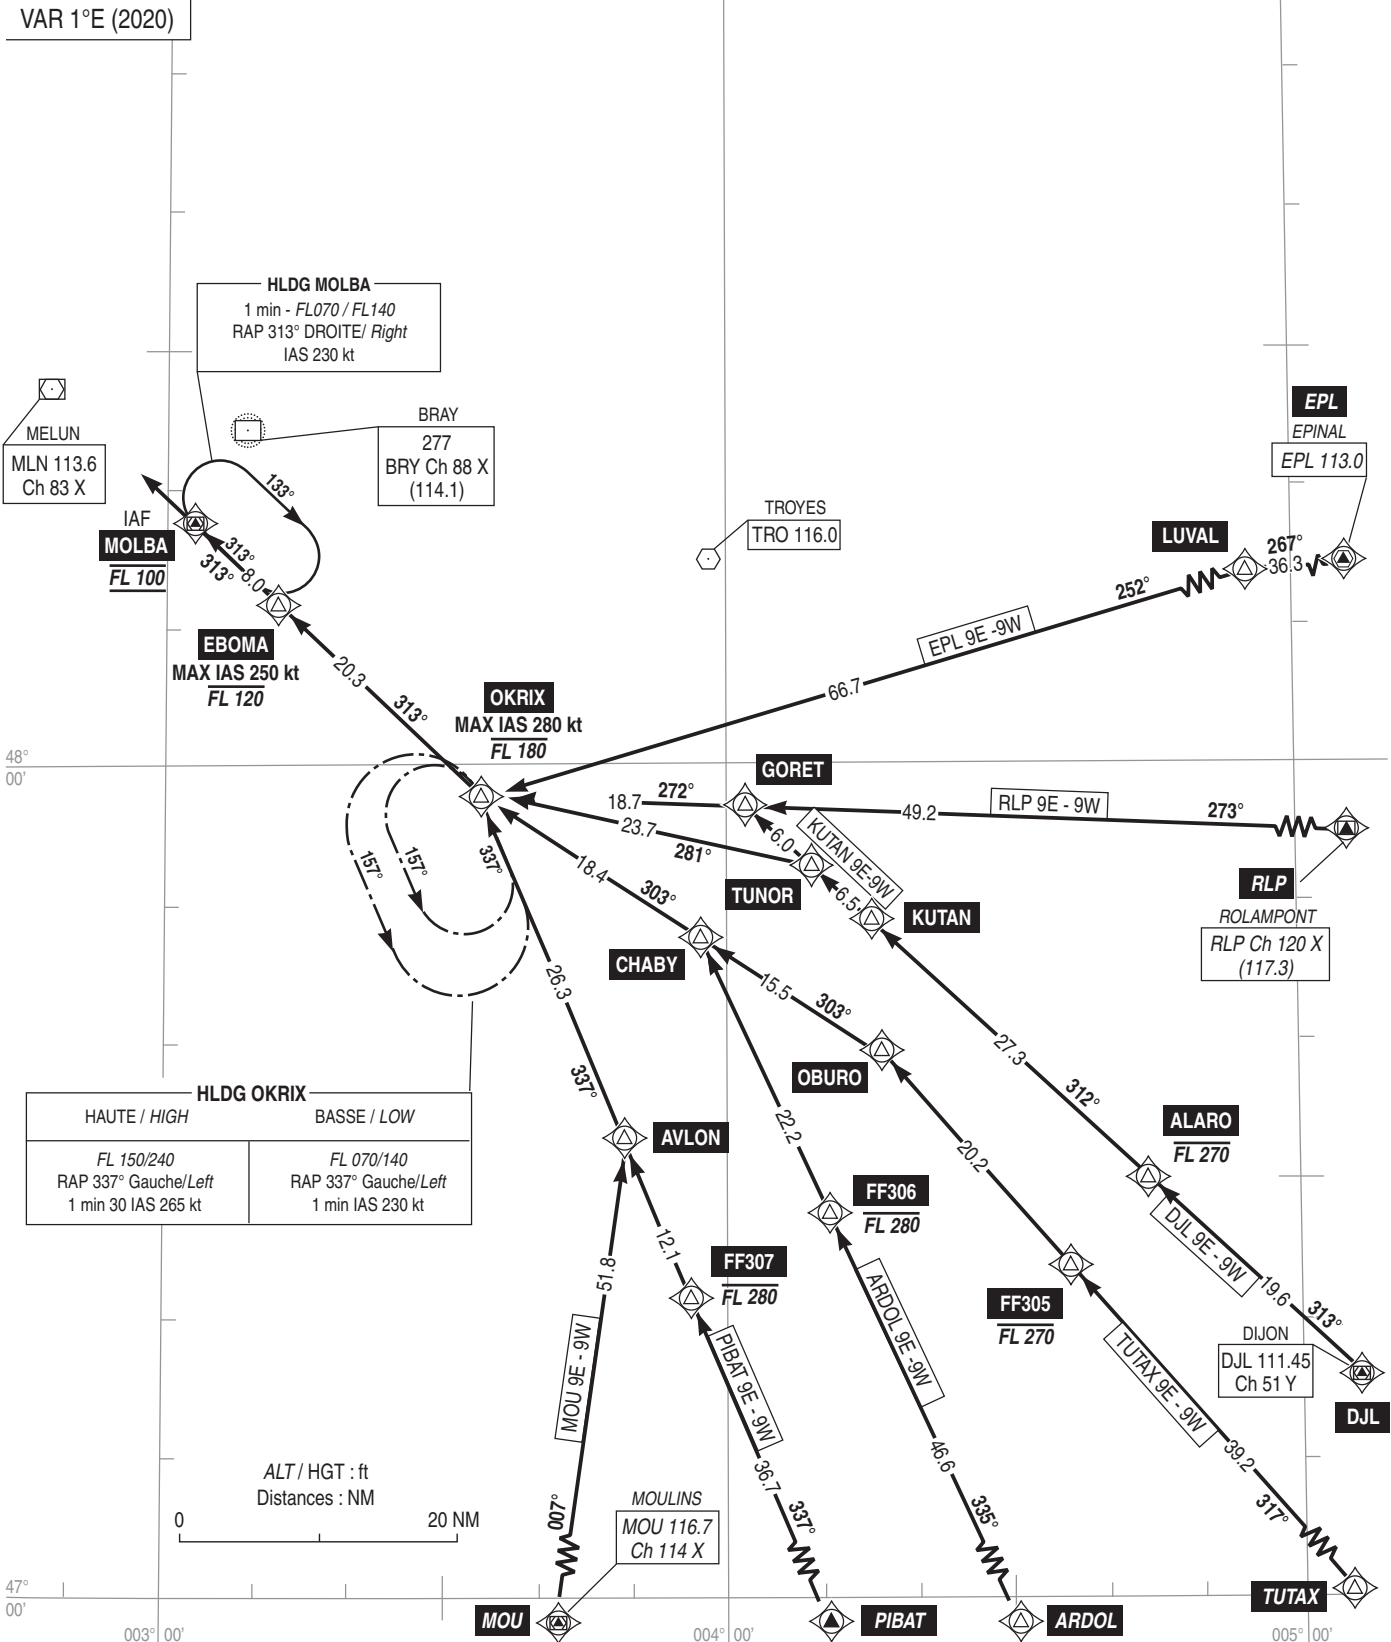 VAR 1°E (2020)
HLDG MOLBA
1 min - FL070 / FL140
RAP 313° DROITE/ Right
IAS 230 kt
MELUN
MLN 113.6
Ch 83 X
BRAY
277
BRY Ch 88 X
(114.1)
133°
IAF
MOLBA
FL 100
313°
313°
8.0
EBOMA
MAX IAS 250 kt
FL 120
20.3
313°
TROYES
TRO 116.0
EPL
EPINAL
EPL 113.0
LUVAL
267°
36.3
252°
EPL 9E -9W
66.7
OKRIX
MAX IAS 280 kt
FL 180
48°
00'
GORET
18.7
272°
49.2
RLP 9E - 9W
273°
23.7
281°
6.0
KUTAN 9E-9W
TUNOR
6.5
KUTAN
RLP
ROLAMPONT
RLP Ch 120 X
(117.3)
157°
157°
337°
18.4
303°
CHABY
26.3
15.5
303°
OBURO
27.3
312°
ALARO
FL 270
337°
AVLON
HLDG OKRIX
HAUTE / HIGH
BASSE / LOW
FL 150/240
RAP 337° Gauche/Left
1 min 30 IAS 265 kt
FL 070/140
RAP 337° Gauche/Left
1 min IAS 230 kt
22.2
20.2
FF306
FL 280
DJL 9E - 9W
19.6
313°
12.1
FF307
FL 280
51.8
ARDOL 9E -9W
FF305
FL 270
DIJON
DJL 111.45
Ch 51 Y
DJL
MOU 9E - 9W
PIBAT 9E - 9W
TUTAX 9E - 9W
39.2
317°
36.7
337°
46.6
335°
ALT / HGT : ft
Distances : NM
0
20 NM
007°
MOULINS
MOU 116.7
Ch 114 X
47°
00'
MOU
PIBAT
ARDOL
TUTAX
003° 00'
004° 00'
005° 00'